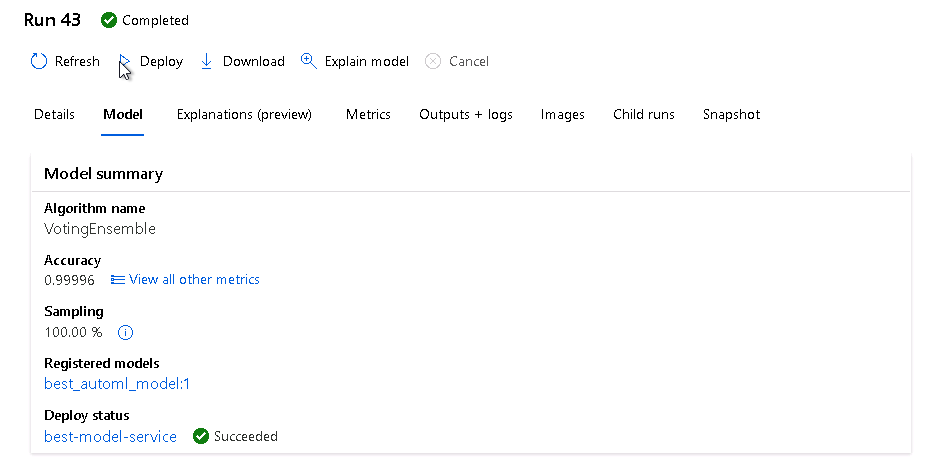 Run 43 Completed
Refresh Deploy Download Explain model Cancel
Details Model Explanations (preview) Metrics Outputs + logs Images Child runs Snapshot
Model summary
Algorithm name
VotingEnsemble
Accuracy
0.99996 View all other metrics
Sampling
100.00 %
Registered models
best_automl_model:1
Deploy status
best-model-service Succeeded